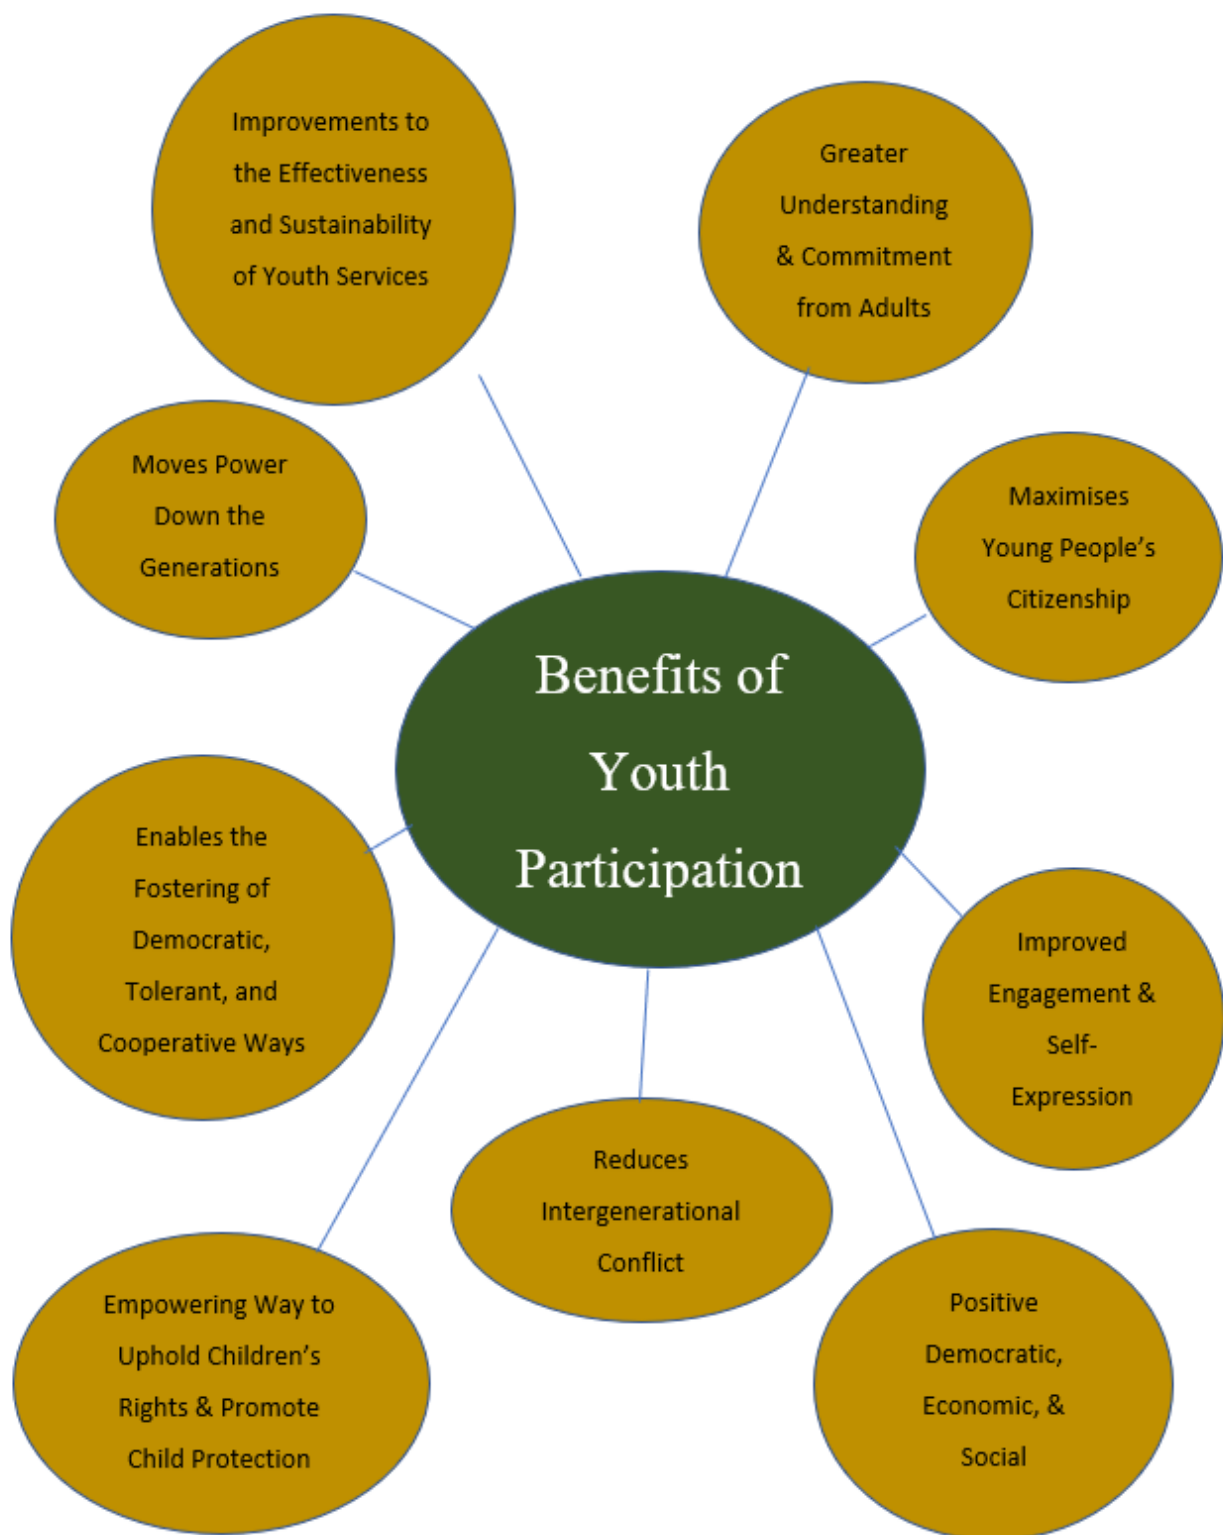 Improvements to
the Effectiveness
and Sustainability
of Youth Services
Greater
Understanding
& Commitment
from Adults
Moves Power
Down the
Generations
Maximises
Young People’s
Citizenship
Benefits of
Youth
Participation
Enables the
Fostering of
Democratic,
Tolerant, and
Cooperative Ways
Improved
Engagement &
Self-
Expression
Reduces
Intergenerational
Conflict
Empowering Way to
Uphold Children’s
Rights & Promote
Child Protection
Positive
Democratic,
Economic, &
Social